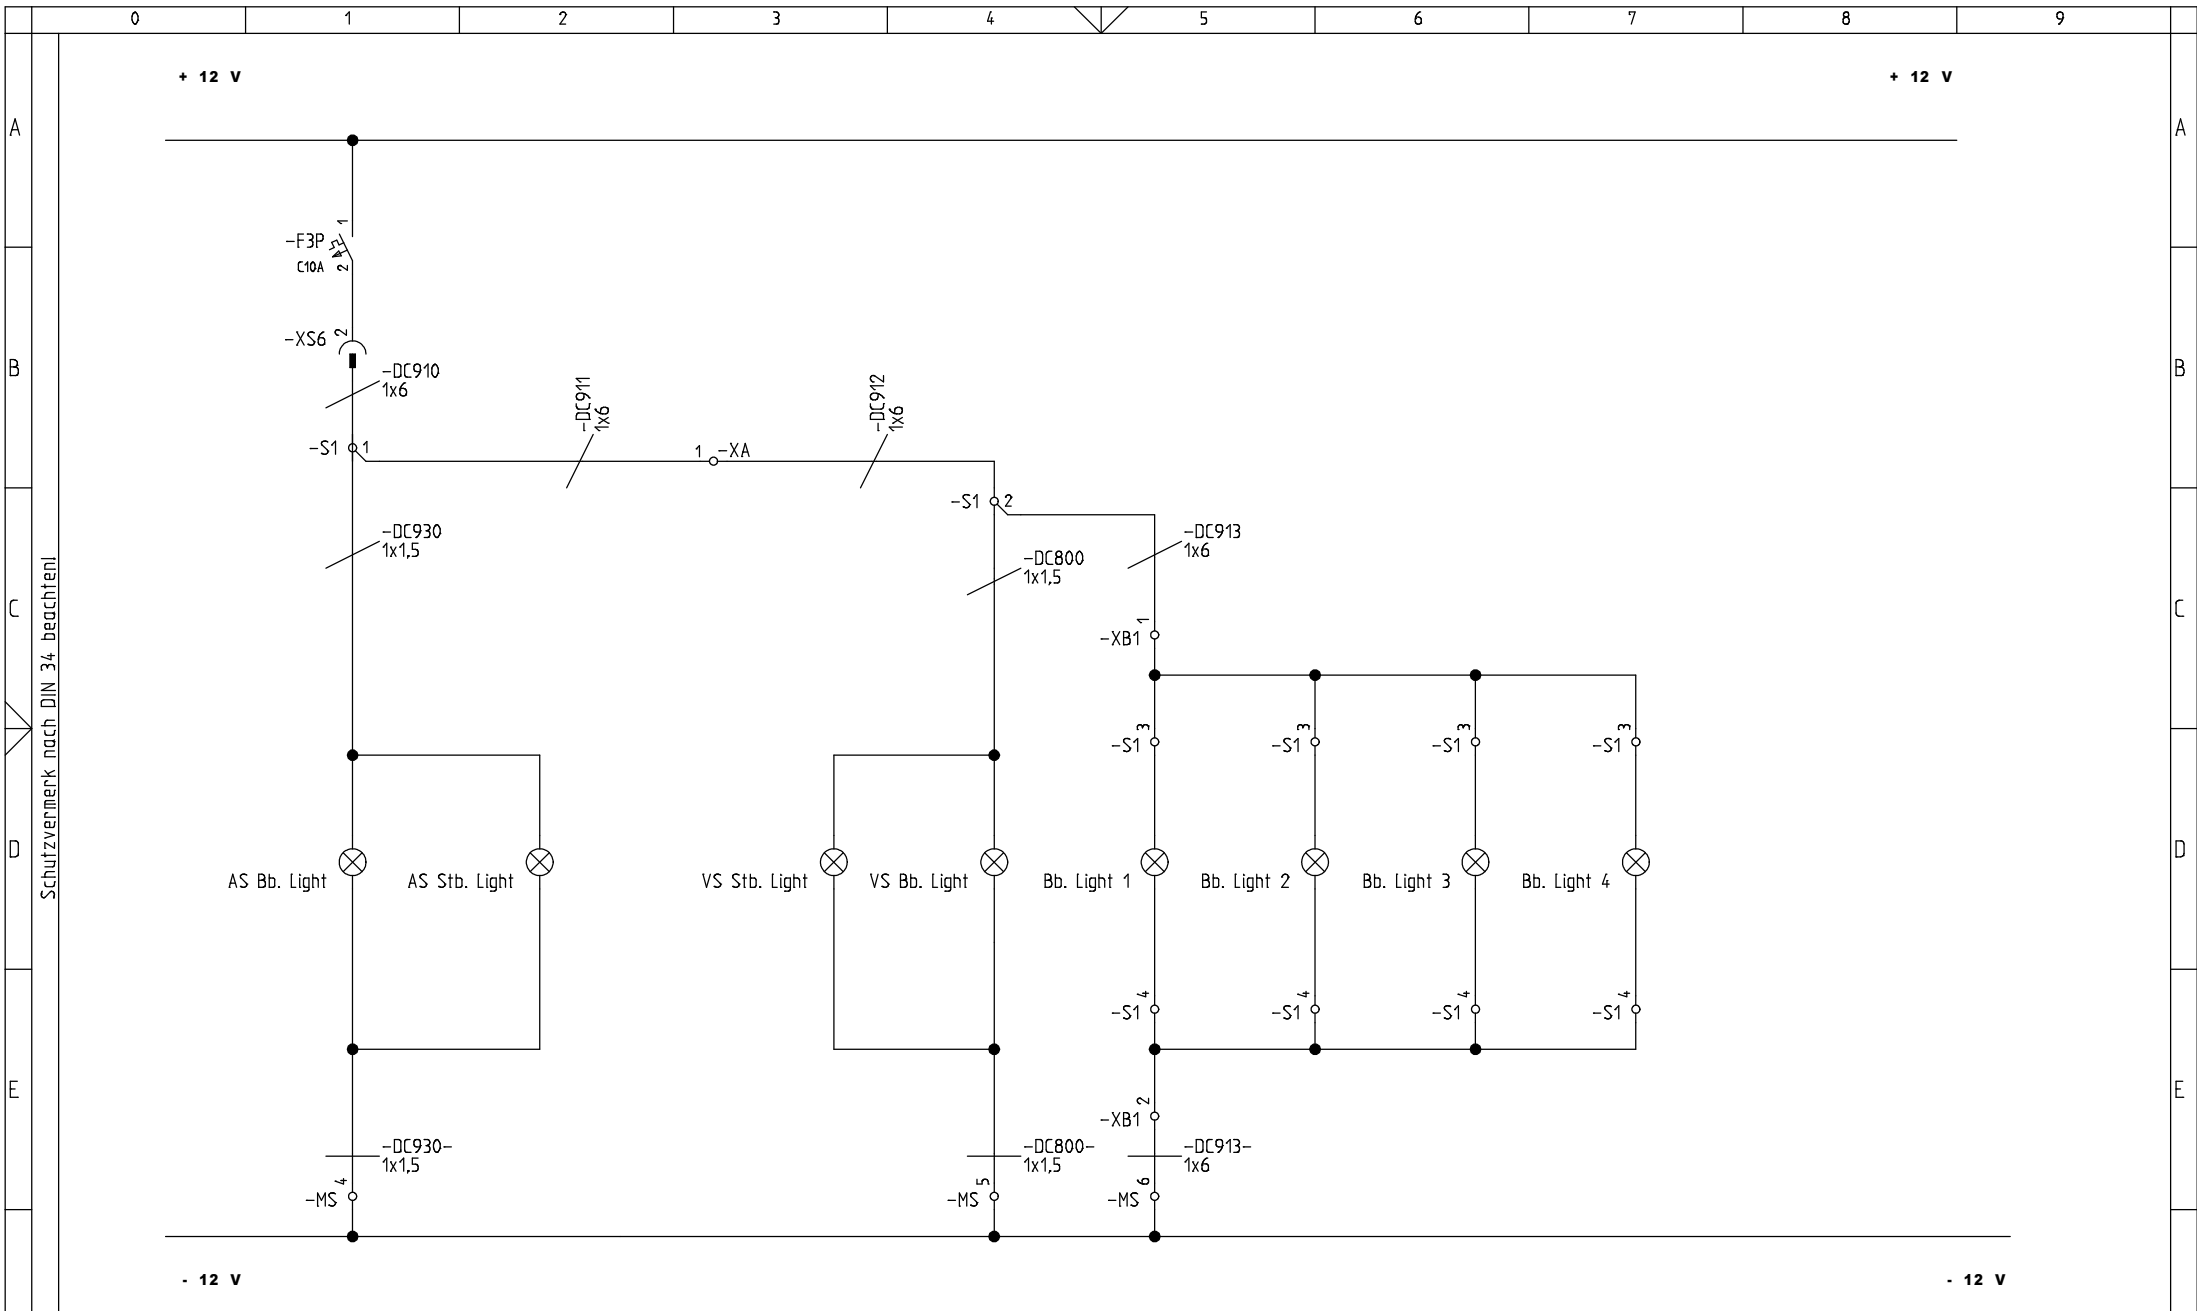 0 1 2 3 4 5 6 7 8 9
+ 12 V + 12 V
A A
1
-F3P
C10A 2
-XS6 2
B B
-DC910
1x6
-DC911
1x6
-DC912
1x6
-S1 1
1 -XA
-S1 2
-DC930
1x1,5
-DC913
1x6
-DC800
1x1,5
Schutzvermerk nach DIN 34 beachten!
C C
-XB1 1
-S1 3 -S1 3 -S1 3 -S1 3
D D
AS Bb. Light AS Stb. Light VS Stb. Light VS Bb. Light Bb. Light 1 Bb. Light 2 Bb. Light 3 Bb. Light 4
-S1 4 -S1 4 -S1 4 -S1 4
E E
-XB1 2
-DC930-
1x1,5
-DC800-
1x1,5
-DC913-
1x6
-MS 4 -MS 5 -MS 6
- 12 V - 12 V